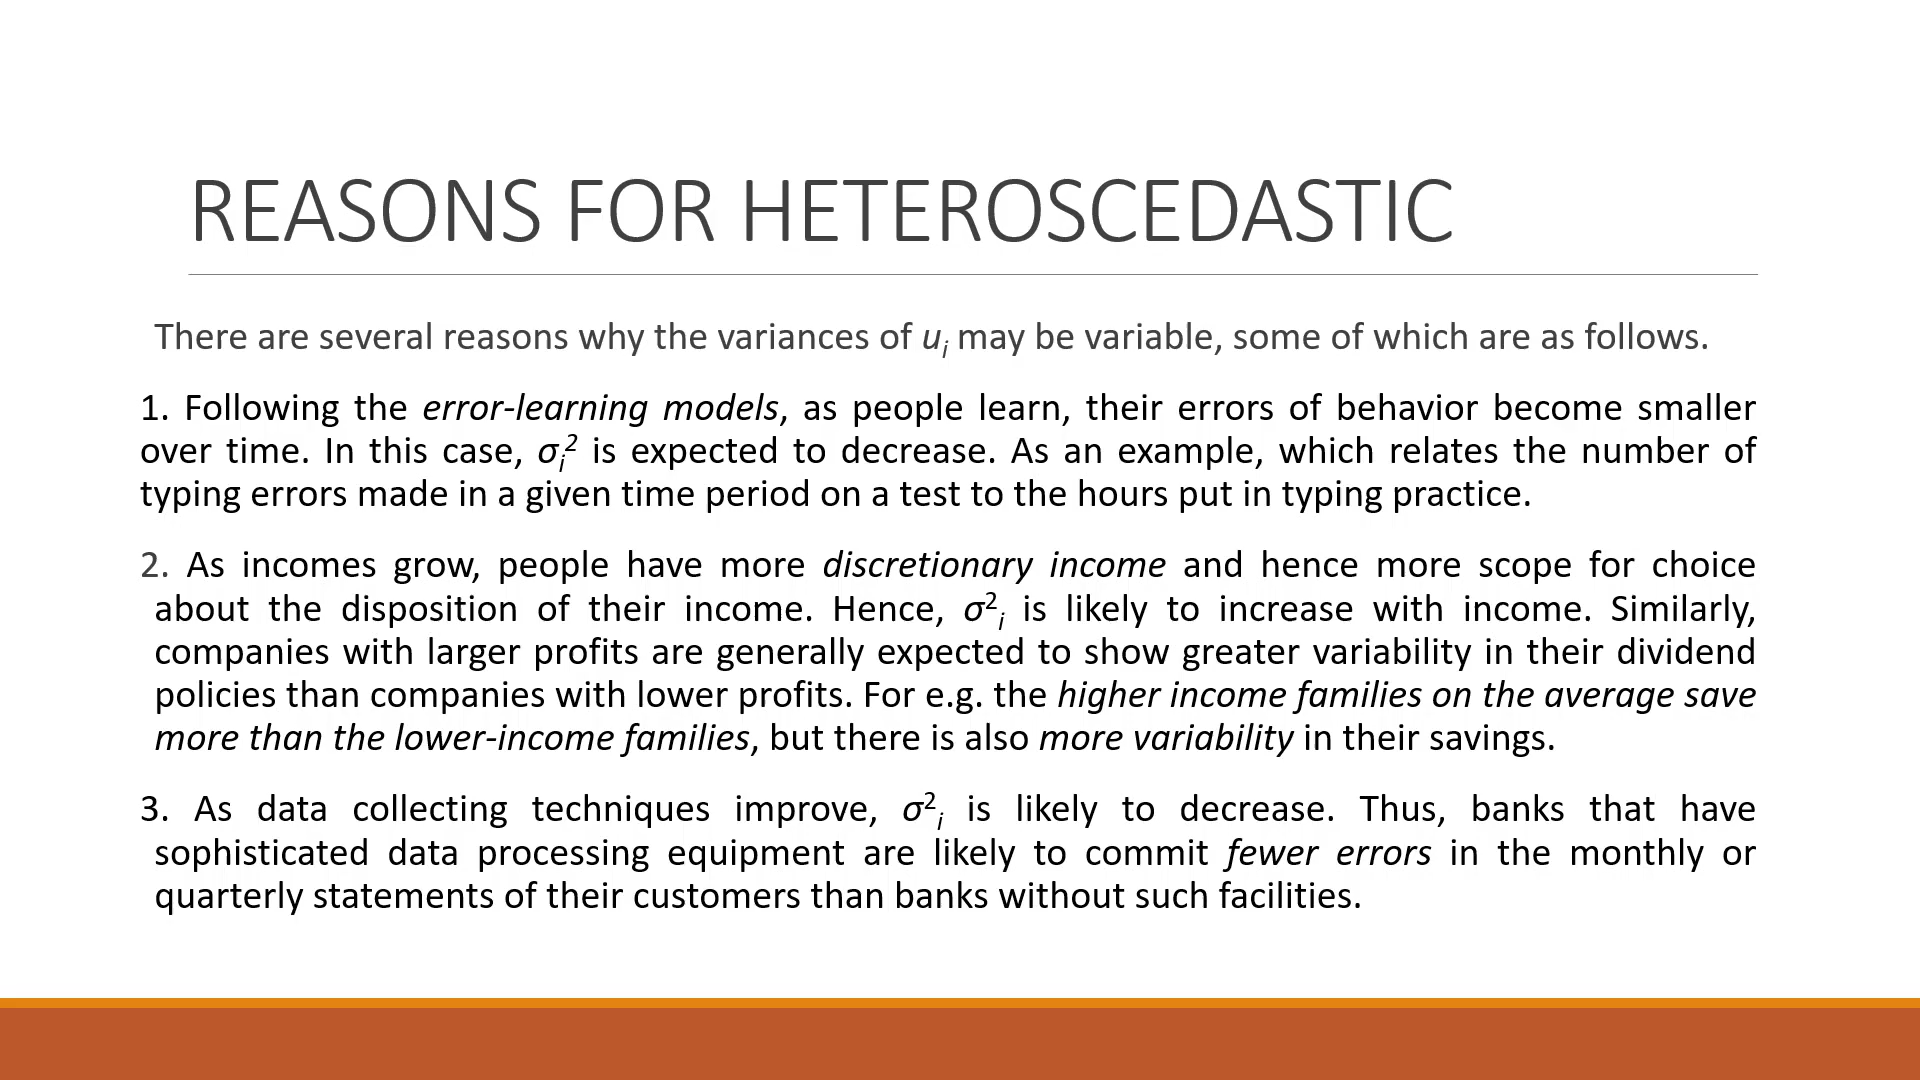 REASONS FOR HETEROSCEDASTIC
There are several reasons why the variances of uᵢ may be variable, some of which are as follows.
1. Following the error-learning models, as people learn, their errors of behavior become smaller
over time. In this case, σᵢ² is expected to decrease. As an example, which relates the number of
typing errors made in a given time period on a test to the hours put in typing practice.
2. As incomes grow, people have more discretionary income and hence more scope for choice
about the disposition of their income. Hence, σ²ᵢ is likely to increase with income. Similarly,
companies with larger profits are generally expected to show greater variability in their dividend
policies than companies with lower profits. For e.g. the higher income families on the average save
more than the lower-income families, but there is also more variability in their savings.
3. As data collecting techniques improve, σ²ᵢ is likely to decrease. Thus, banks that have
sophisticated data processing equipment are likely to commit fewer errors in the monthly or
quarterly statements of their customers than banks without such facilities.